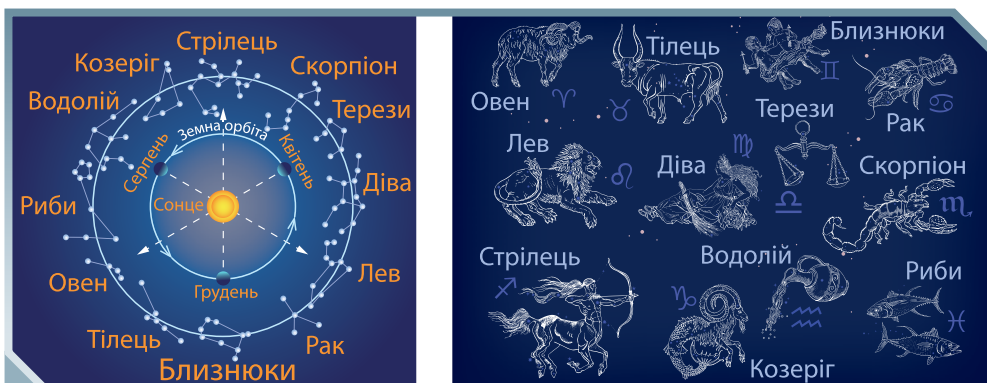 Стрілець
Козеріг
Скорпіон
Водолій
Терези
Земна орбіта
Серпень
Квітень
Діва
Риби
Сонце
Овен
Лев
Грудень
Тілець
Рак
Близнюки
Близнюки
Тілець
Овен
♈
♉
♊
♋
Терези
Рак
Лев
♌
Діва
♍
♎
Скорпіон
♏
Стрілець
♐
Водолій
Риби
♑
♒
♓
Козеріг